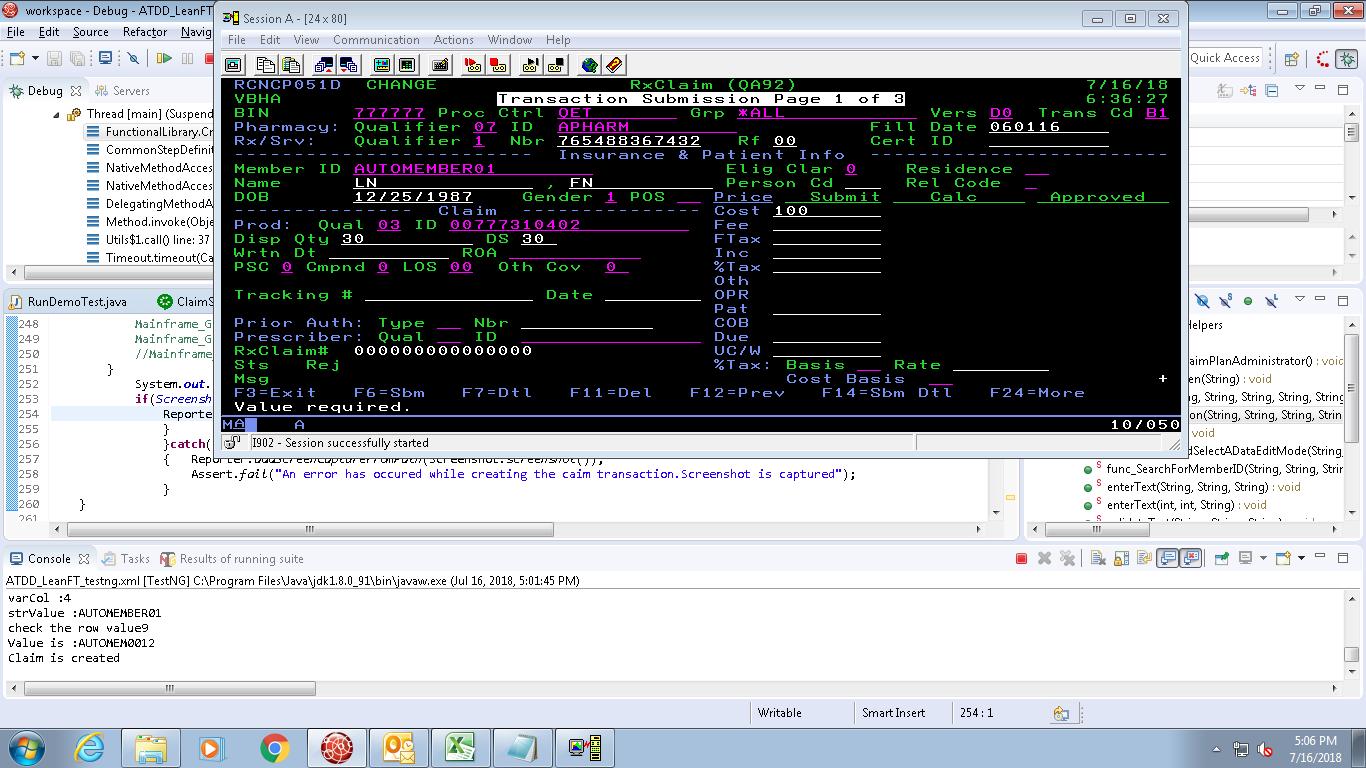 workspace - Debug - ATDD_LeanFT
File Edit Source Refactor Navig
Quick Access
Debug Servers
Thread [main] (Suspend
FunctionalLibrary.Cr
CommonStepDefinit
NativeMethodAcces
NativeMethodAcces
DelegatingMethodA
Method.invoke(Obje
Utils$1.call() line: 37
Timeout.timeout(Ca
Session A - [24 x 80]
File Edit View Communication Actions Window Help
RCNCP051D CHANGE RxClaim (QA92) 7/16/18
VBHA Transaction Submission Page 1 of 3 6:36:27
BIN 777777 Proc Ctrl QET Grp *ALL Vers D0 Trans Cd B1
Pharmacy: Qualifier 07 ID APHARM Fill Date 060116
Rx/Srv: Qualifier 1 Nbr 765488367432 Rf 00 Cert ID
Insurance & Patient Info
Member ID AUTOMEMBER01 Elig Clar 0 Residence
Name LN , FN Person Cd Rel Code
DOB 12/25/1987 Gender 1 POS Price Submit Calc Approved
Claim Cost 100
Prod: Qual 03 ID 00777310402 Fee
Disp Qty 30 DS 30 FTax
Wrtn Dt ROA Inc
PSC 0 Cmpnd 0 LOS 00 Oth Cov 0 %Tax
Oth
Tracking # Date OPR
Pat
Prior Auth: Type Nbr COB
Prescriber: Qual ID Due
RxClaim# 000000000000000 UC/W
Sts Rej %Tax: Basis Rate
Msg Cost Basis +
F3=Exit F6=Sbm F7=Dtl F11=Del F12=Prev F14=Sbm Dtl F24=More
Value required.
MA A 10/050
I902 - Session successfully started
RunDemoTest.java ClaimS
248 Mainframe_G
249 Mainframe_G
250 //Mainframe_
251 }
252 System.out.
253 if(Screensh
254 Reporte
255 }
256 }catch(
257 { Reporter.addScreenCaptureFromPath(Screenshot.screenshot());
258 Assert.fail("An error has occured while creating the caim transaction.Screenshot is captured");
259 }
260 }
261
Helpers
laimPlanAdministrator() : void
en(String) : void
g, String, String, String, String,
on(String, String, String, String,
: void
dSelectADataEditMode(String,
func_SearchForMemberID(String, String, Strin
enterText(String, String, String) : void
enterText(int, int, String) : void
Console Tasks Results of running suite
ATDD_LeanFT_testng.xml [TestNG] C:\Program Files\Java\jdk1.8.0_91\bin\javaw.exe (Jul 16, 2018, 5:01:45 PM)
varCol :4
strValue :AUTOMEMBER01
check the row value9
Value is :AUTOMEM0012
Claim is created
Writable Smart Insert 254 : 1
5:06 PM
7/16/2018